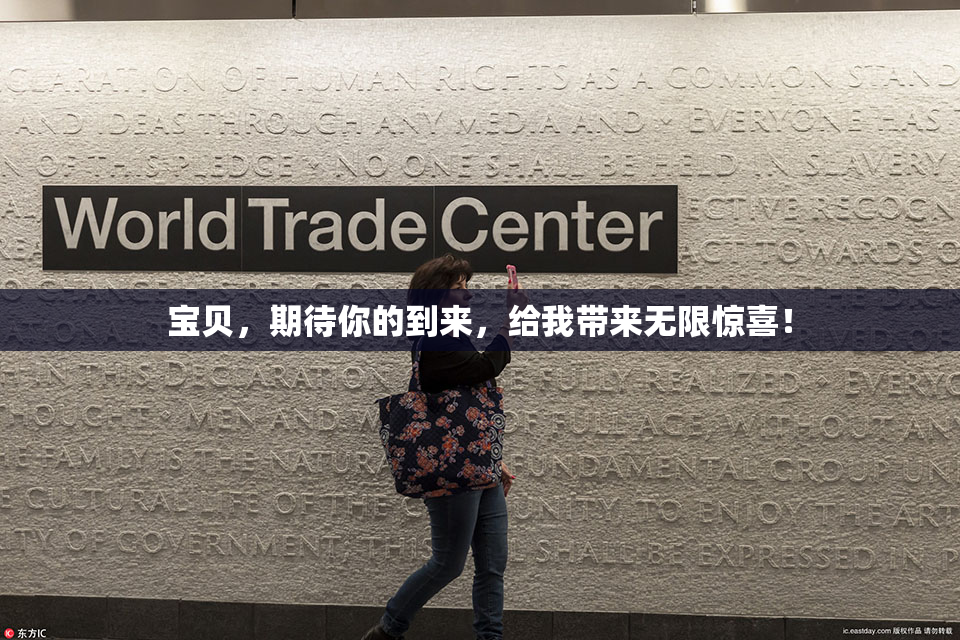 CLARATION OF HUMAN RIGHTS AS A COMMON STAND
AND IDEAS THROUGH ANY MEDIA AND • EVERYONE HAS T
N OF THIS PLEDGE • NO ONE SHALL BE HELD IN SLAVERY
World Trade Center
ECTIVE RECOGN
ACT TOWARDS O
宝贝，期待你的到来，给我带来无限惊喜！
H IN THIS DECLARATION BE FULLY REALIZED • EVERYO
THOUGHT MEN AND OF FULL AGE, WITHO
E FAMILY IS THE NATURA FUNDAMENTAL GROUP UN
E CULTURAL LIFE OF THE UNITY, TO ENJOY THE ART
TY OF GOVERNMENT; THIS SHALL BE EXPRESSED IN P
东方IC
ic.eastday.com 版权作品 请勿转载